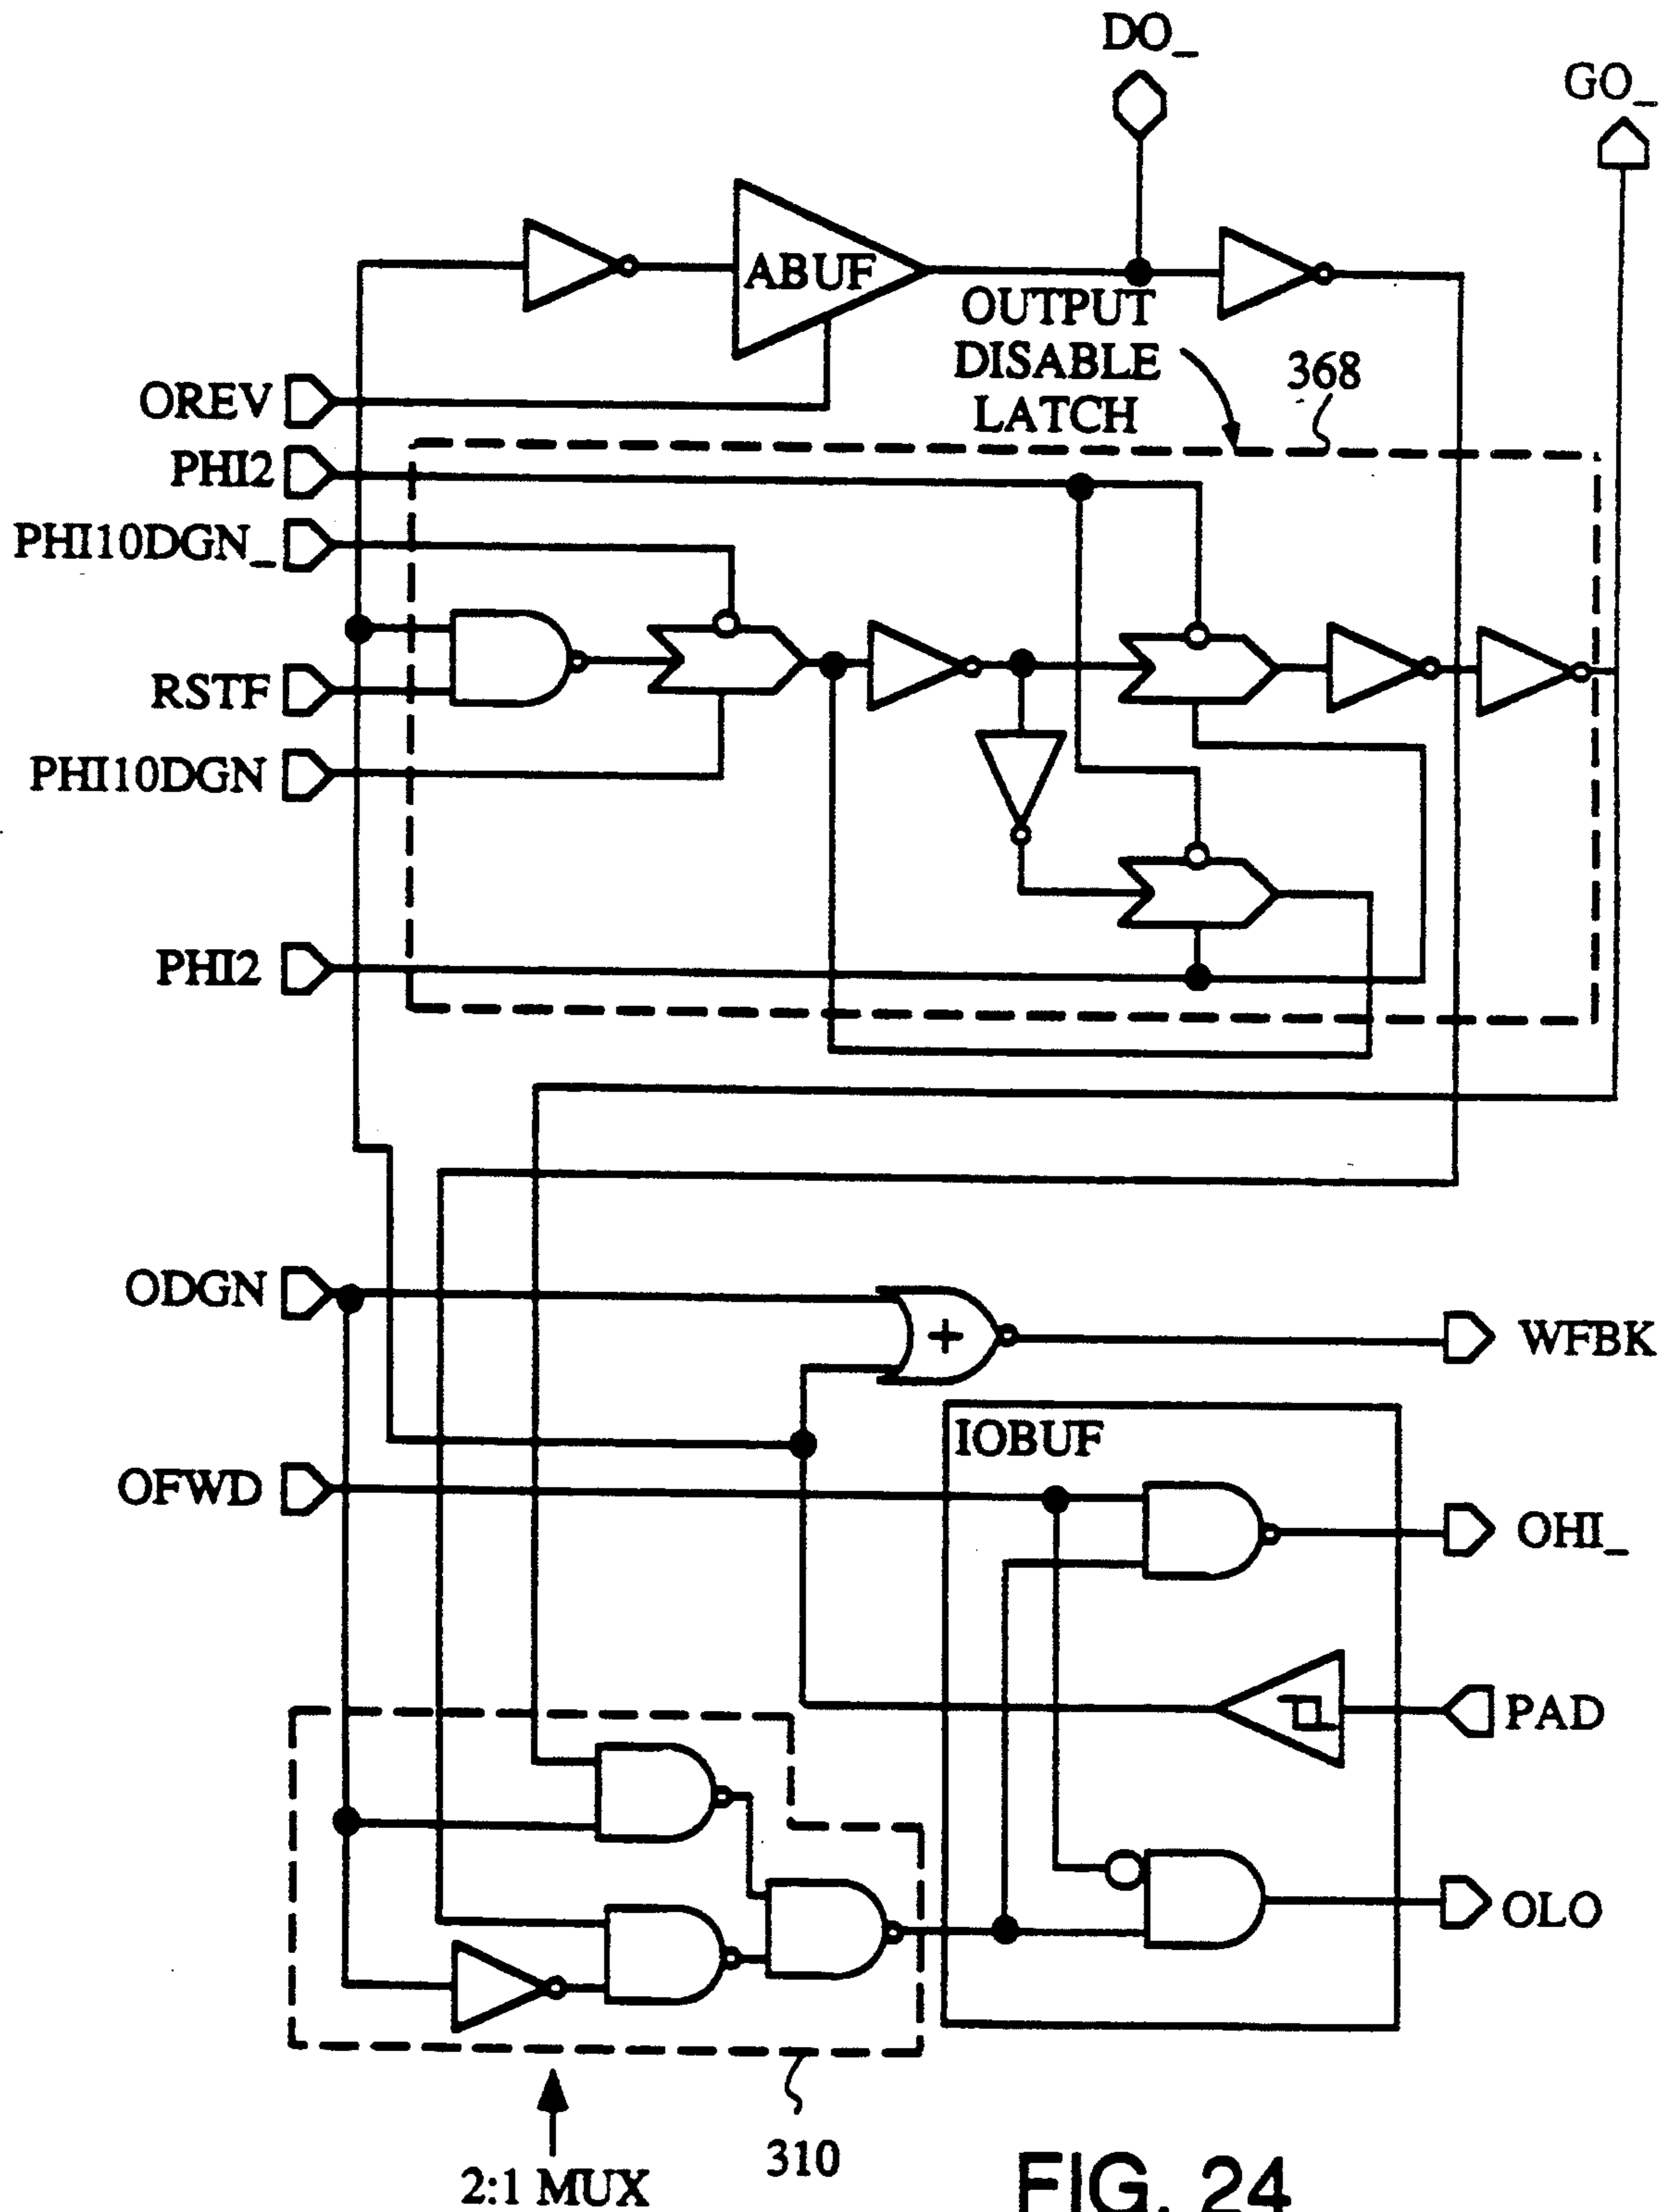 DO_
GO_
ABUF
OUTPUT
DISABLE
LATCH
368
OREV
PHI2
PHI10DGN_
RSTF
PHI10DGN
PHI2
ODGN
WFBK
IOBUF
OFWD
OHI_
PAD
OLO
310
2:1 MUX
FIG. 24